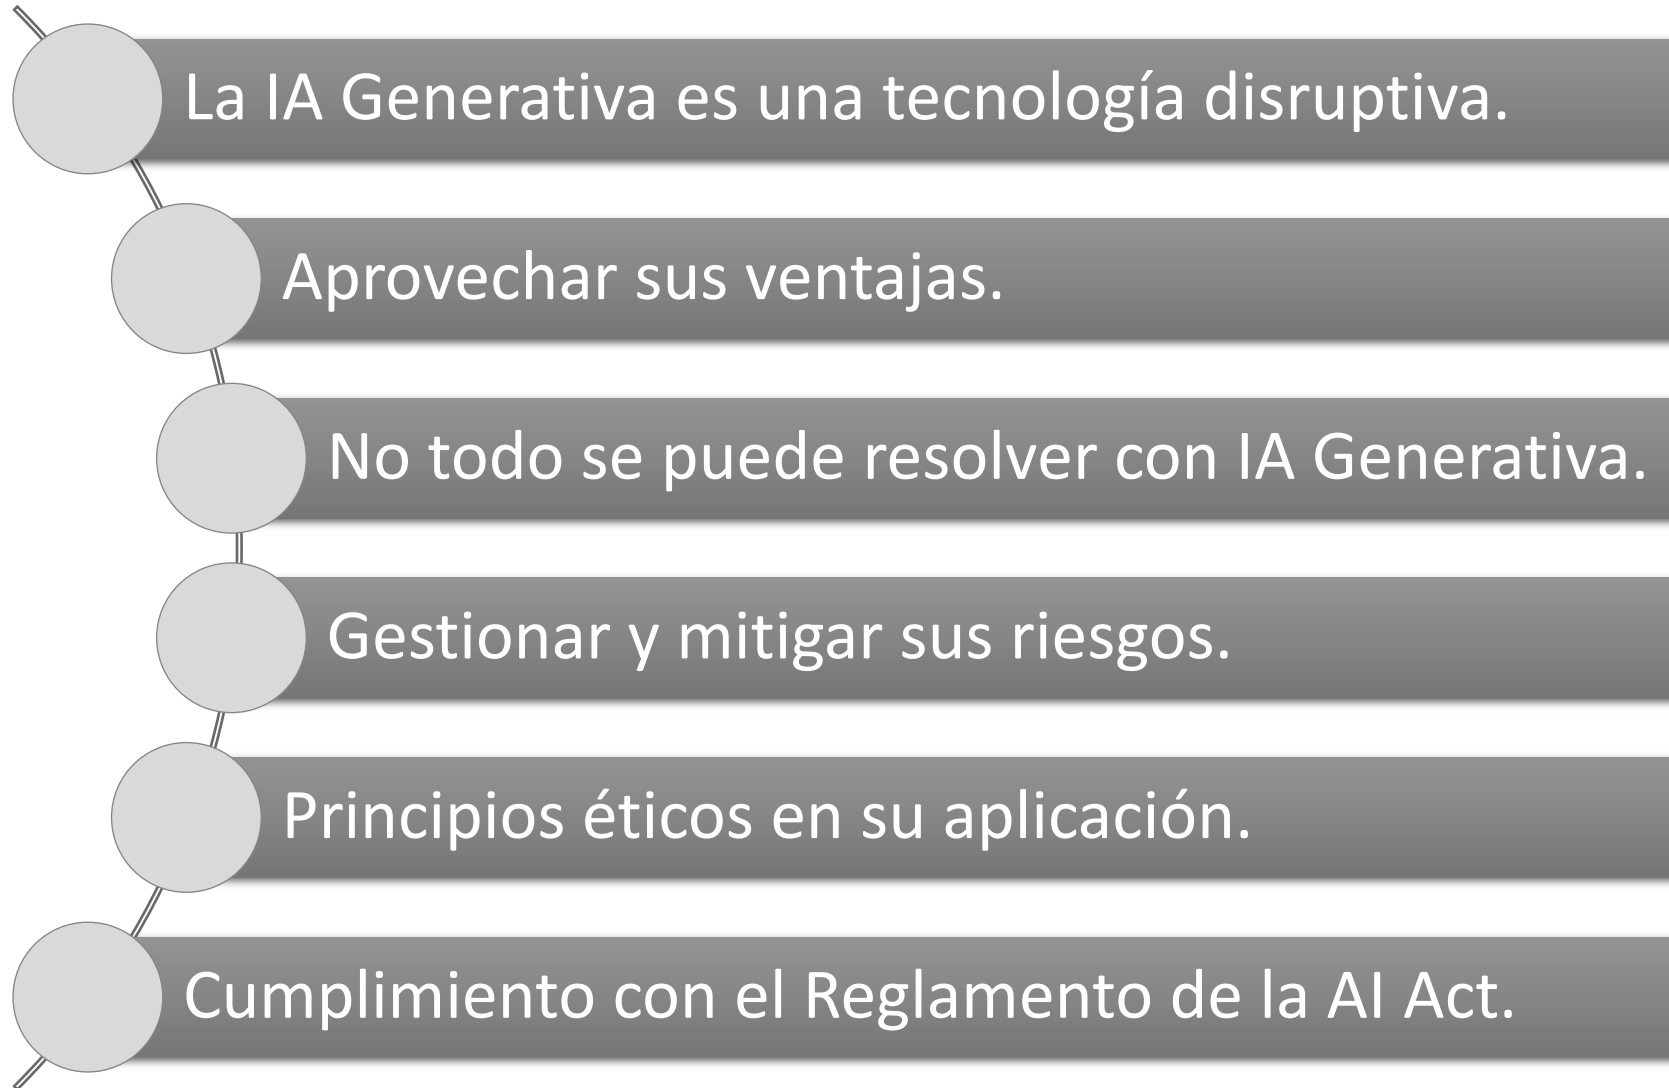 La IA Generativa es una tecnología disruptiva.
Aprovechar sus ventajas.
No todo se puede resolver con IA Generativa.
Gestionar y mitigar sus riesgos.
Principios éticos en su aplicación.
Cumplimiento con el Reglamento de la AI Act.